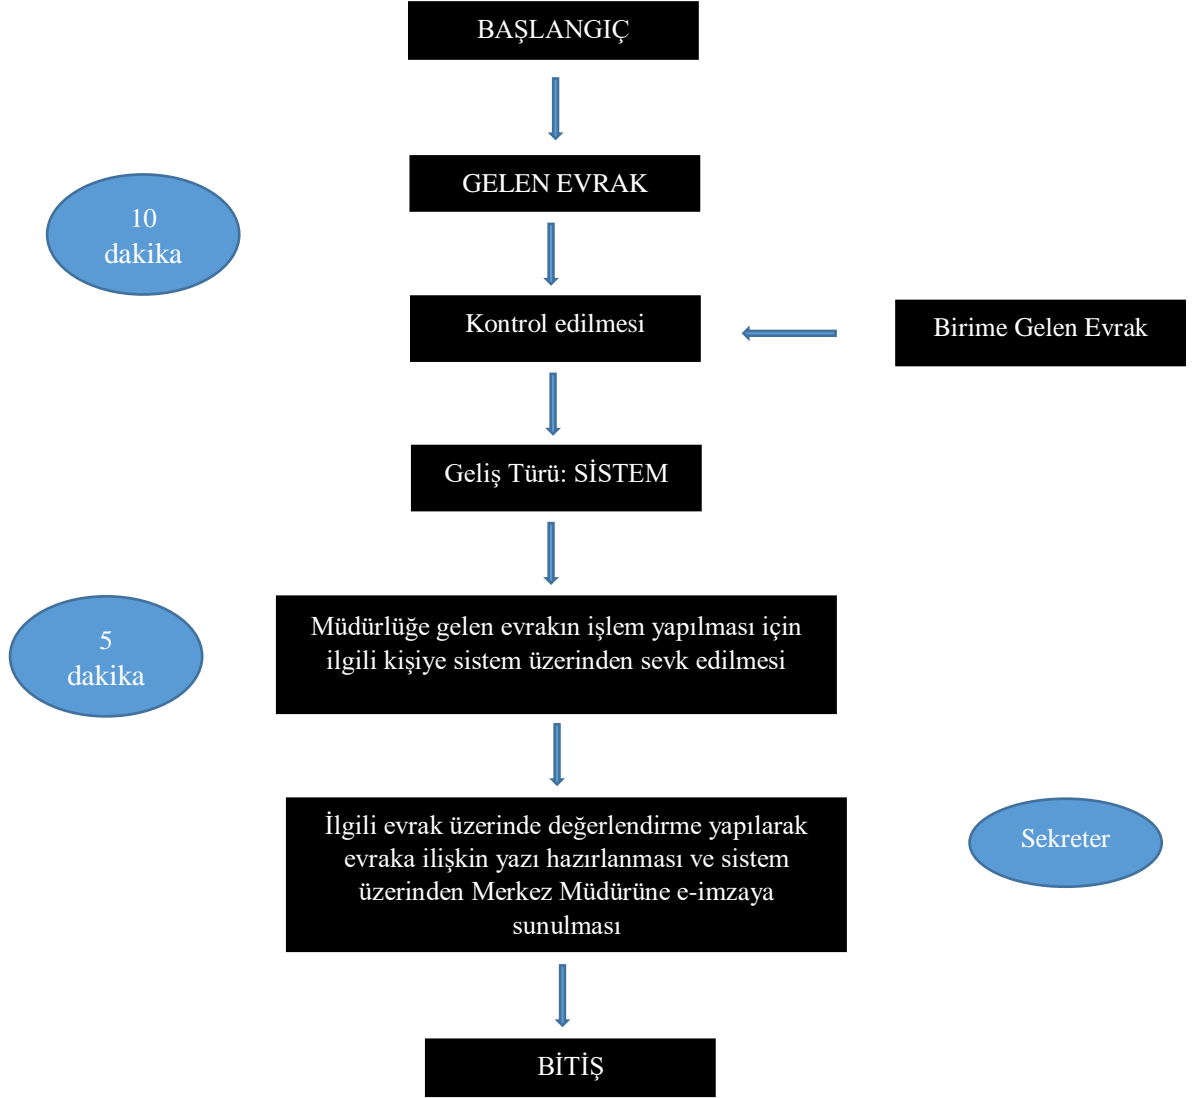 BAŞLANGIÇ
GELEN EVRAK
10
dakika
Kontrol edilmesi
Birime Gelen Evrak
Geliş Türü: SİSTEM
Müdürlüğe gelen evrakın işlem yapılması için
ilgili kişiye sistem üzerinden sevk edilmesi
5
dakika
İlgili evrak üzerinde değerlendirme yapılarak
evraka ilişkin yazı hazırlanması ve sistem
üzerinden Merkez Müdürüne e-imzaya
sunulması
Sekreter
BİTİŞ